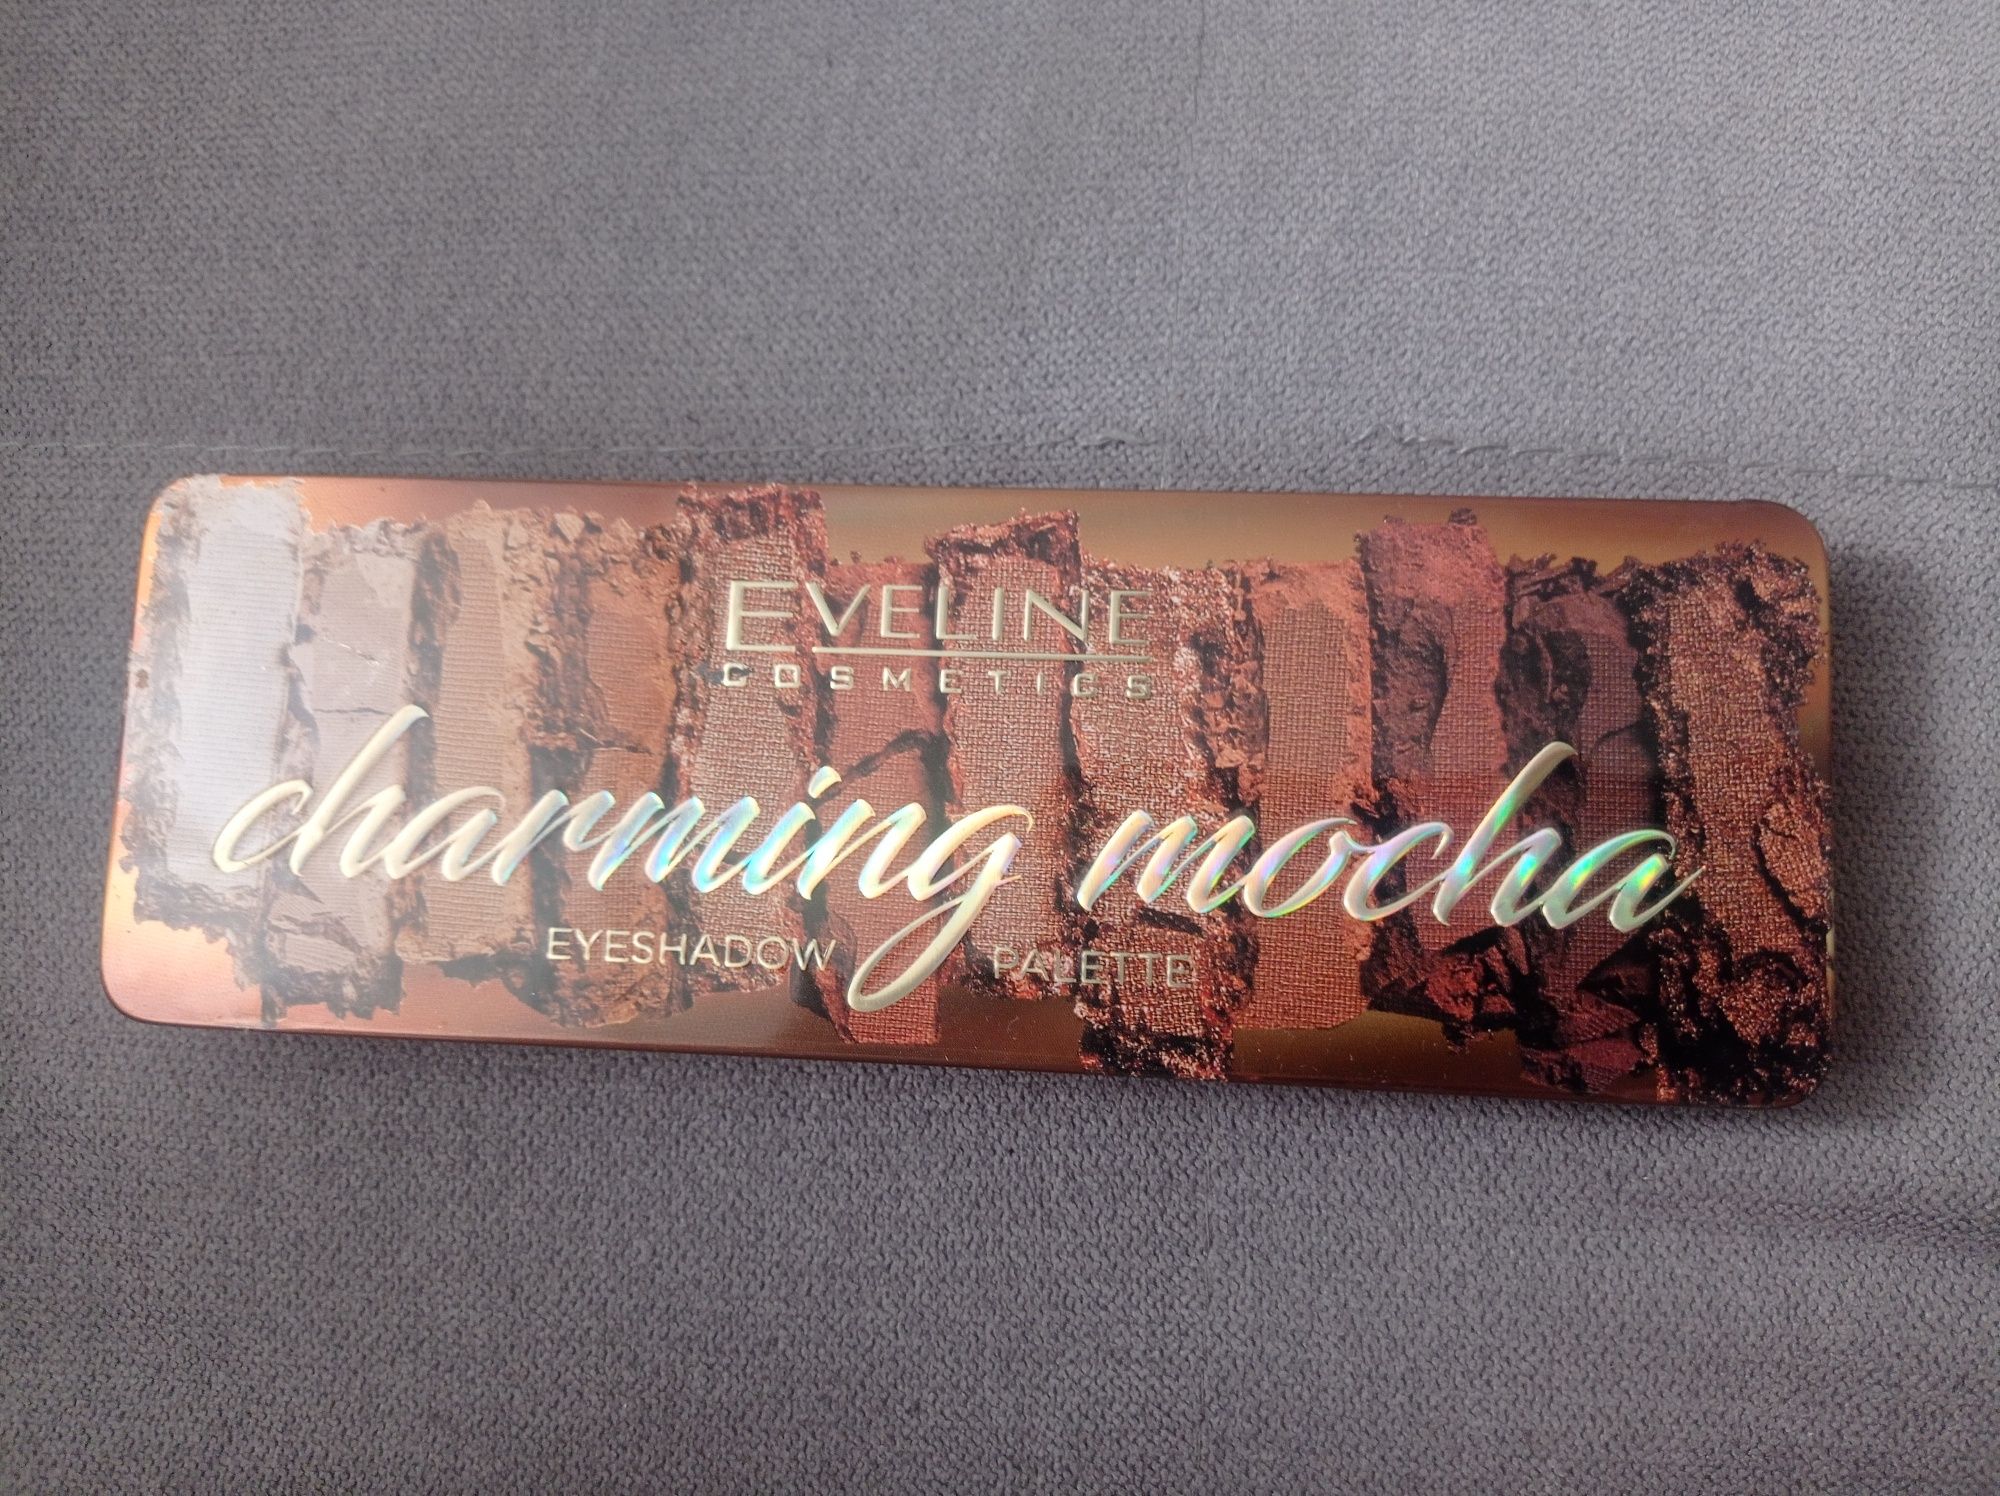 EVELINE
COSMETICS
charming mocha
EYESHADOW PALETTE